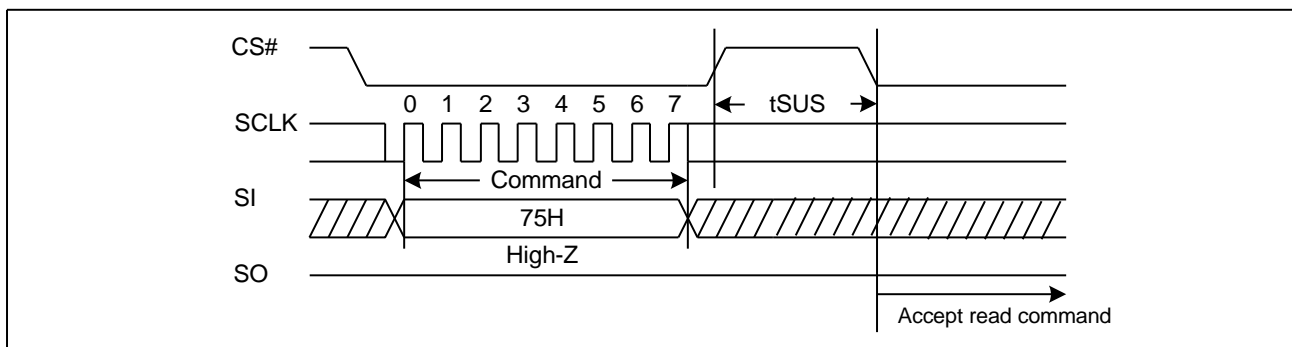 CS#
tSUS
0 1 2 3 4 5 6 7
SCLK
Command
SI
75H
High-Z
SO
Accept read command